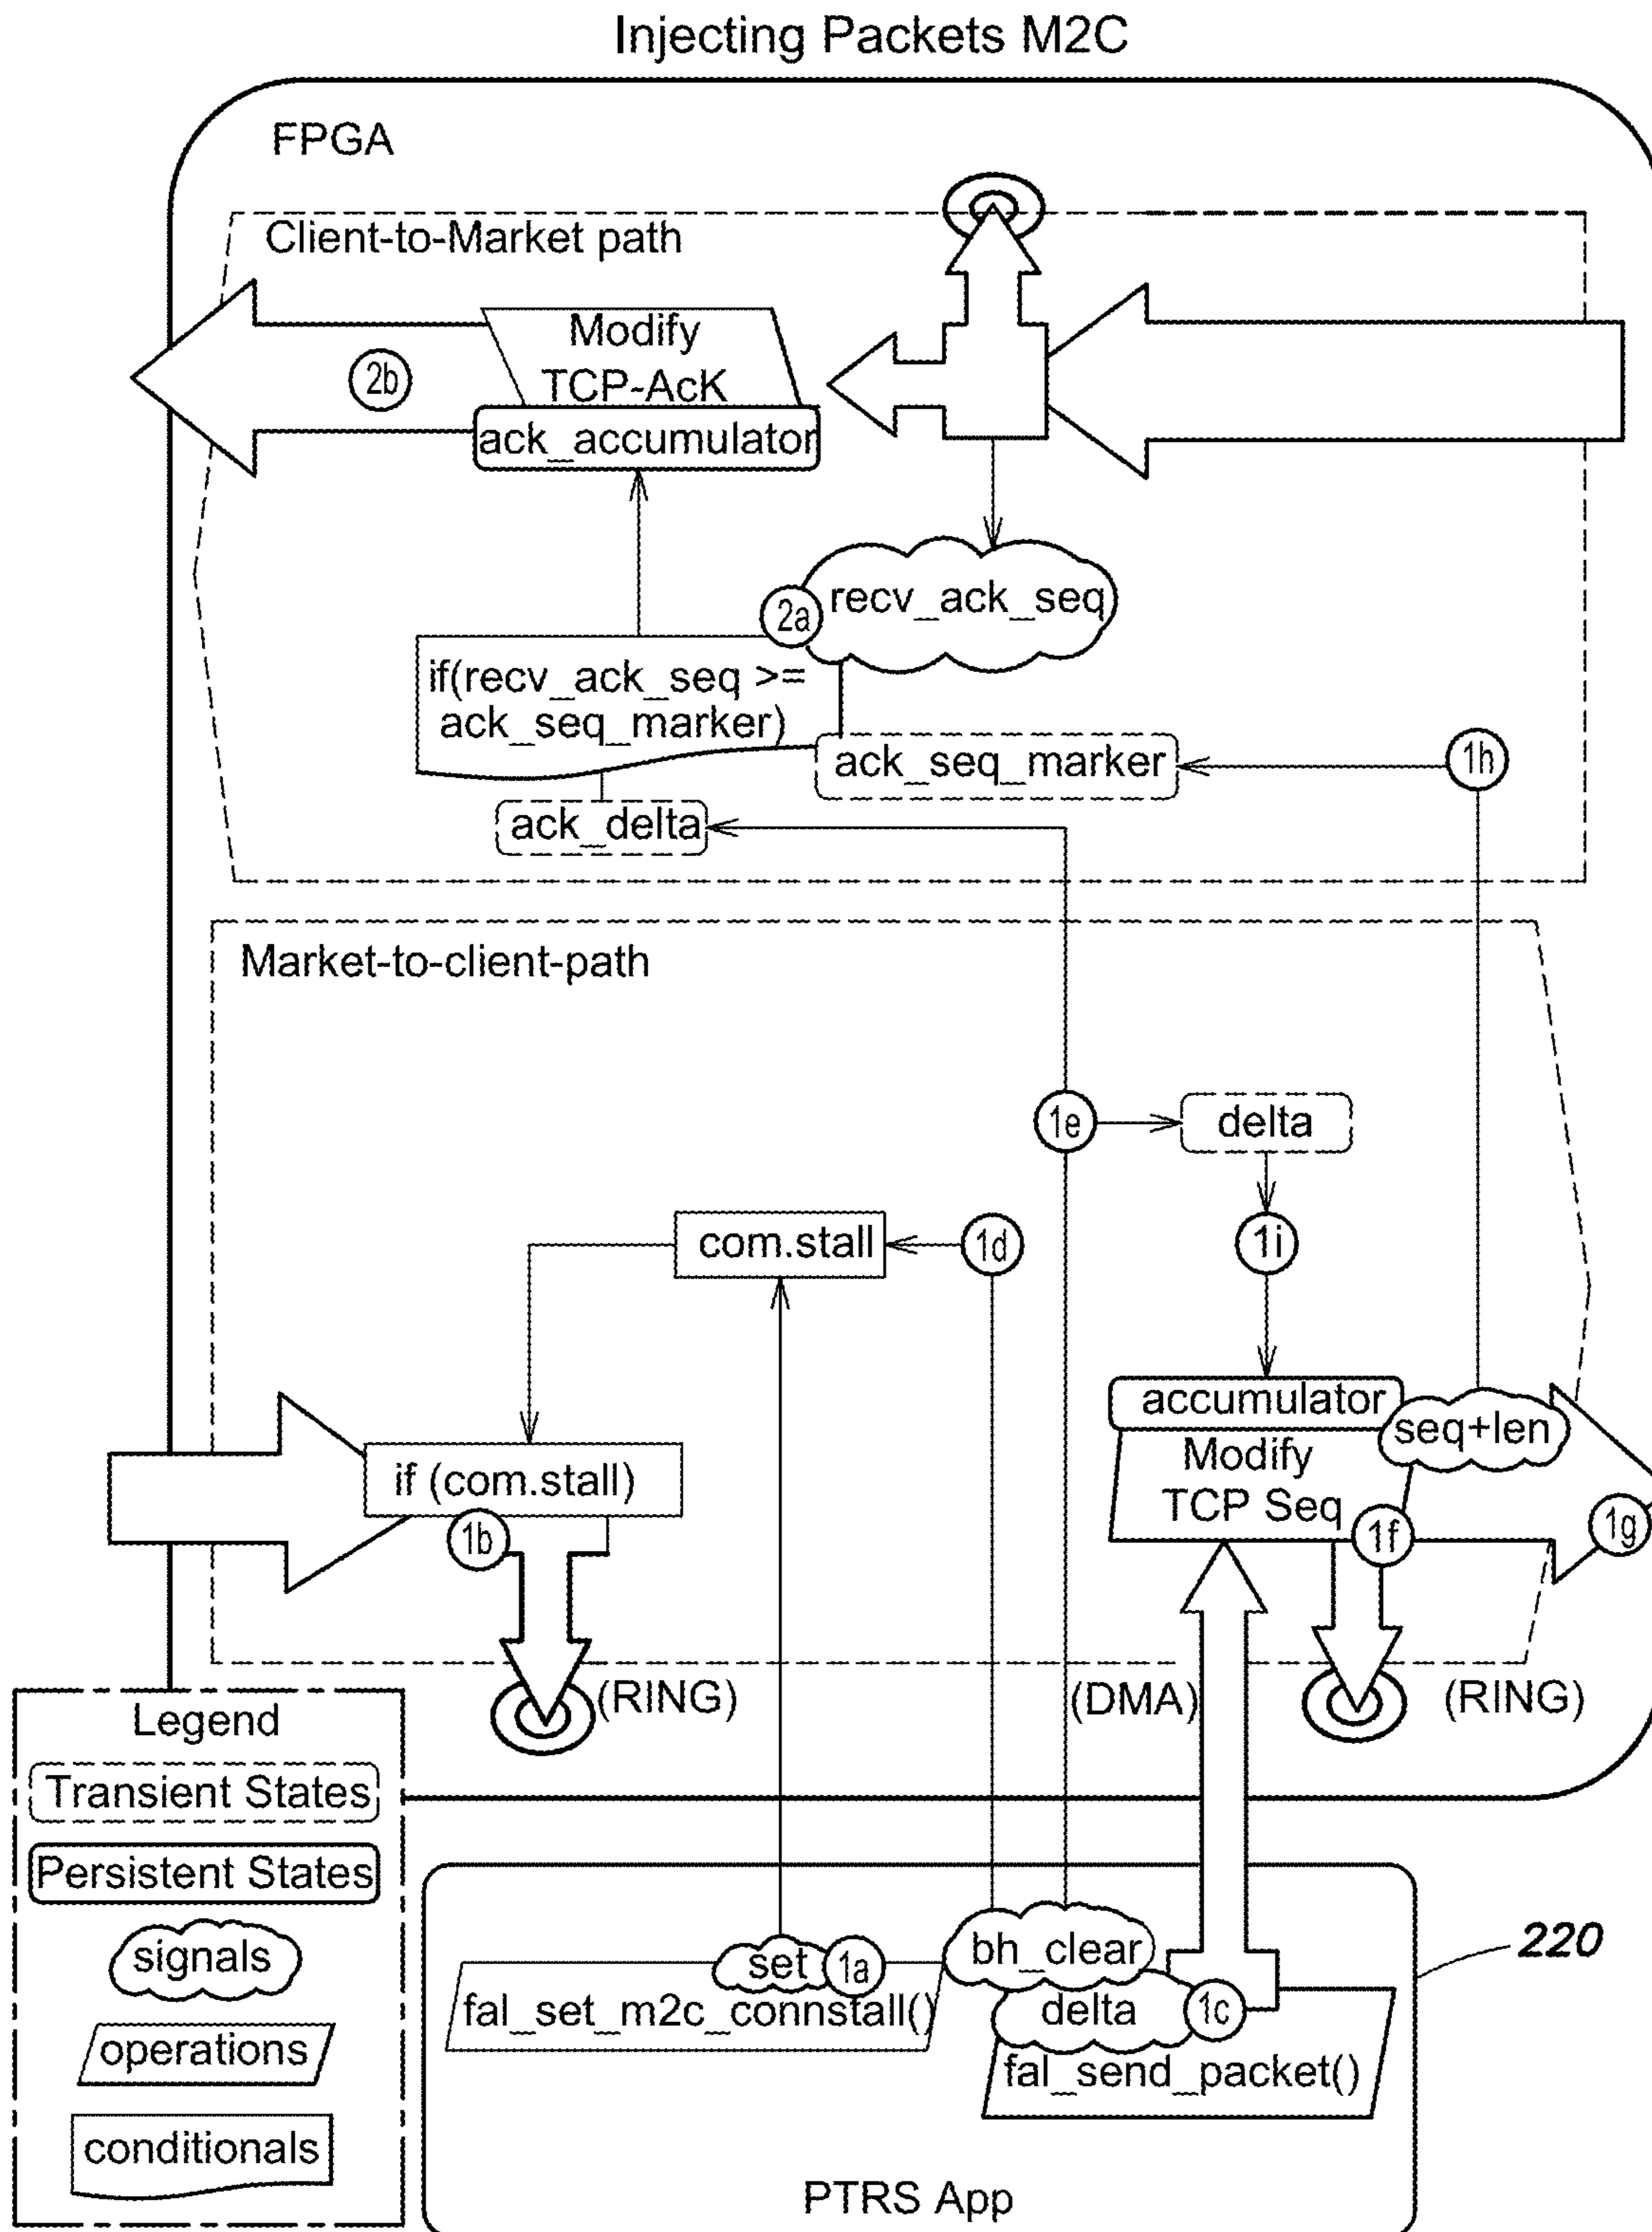 Injecting Packets M2C
FPGA
Client-to-Market path
Modify
TCP-AcK
ack_accumulator
2b
recv_ack_seq
2a
if(recv_ack_seq >=
ack_seq_marker)
ack_seq_marker
1h
ack_delta
Market-to-client-path
1e
delta
com.stall
1d
1i
accumulator
seq+len
Modify
TCP Seq
if (com.stall)
1b
1f
1g
(RING)
(DMA)
(RING)
Legend
Transient States
Persistent States
signals
operations
conditionals
set
1a
fal_set_m2c_connstall()
bh_clear
delta
1c
fal_send_packet()
220
PTRS App